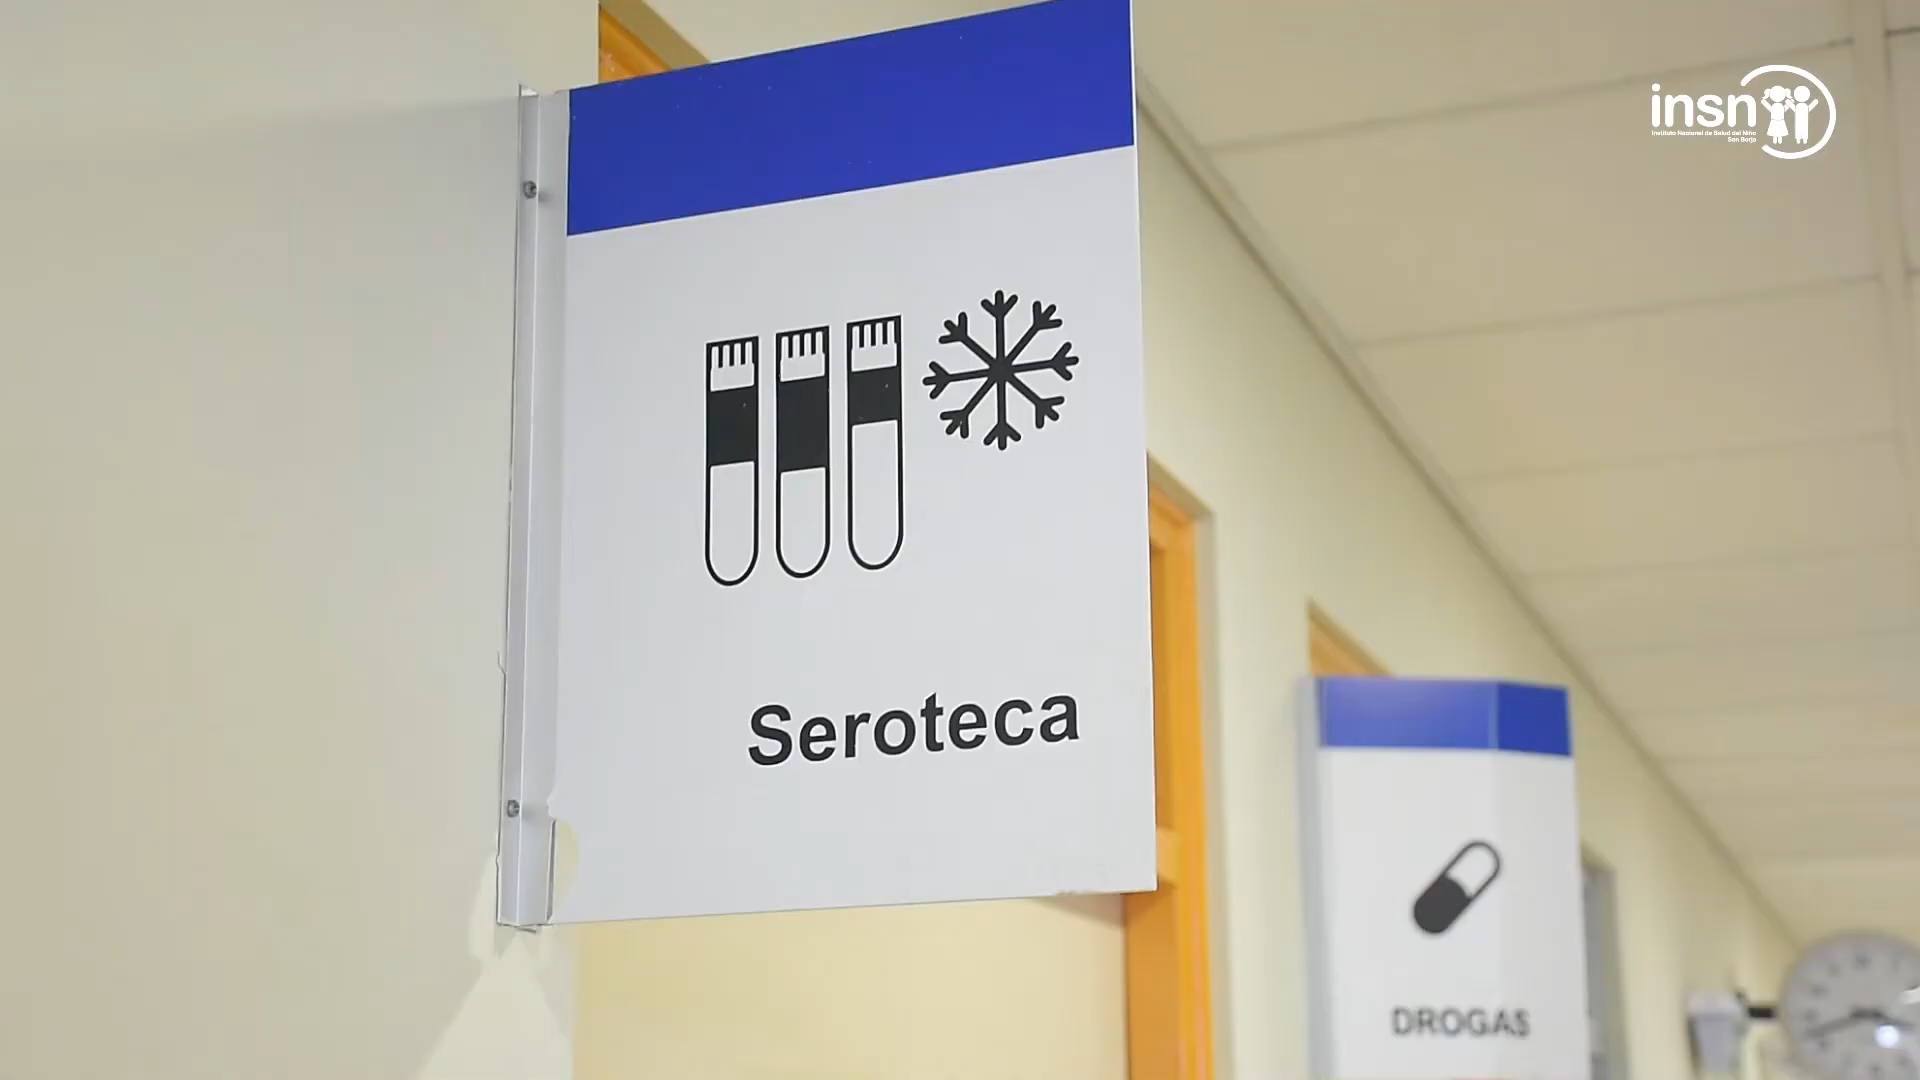 insn
Instituto Nacional de Salud del Niño
San Borja
Seroteca
DROGAS